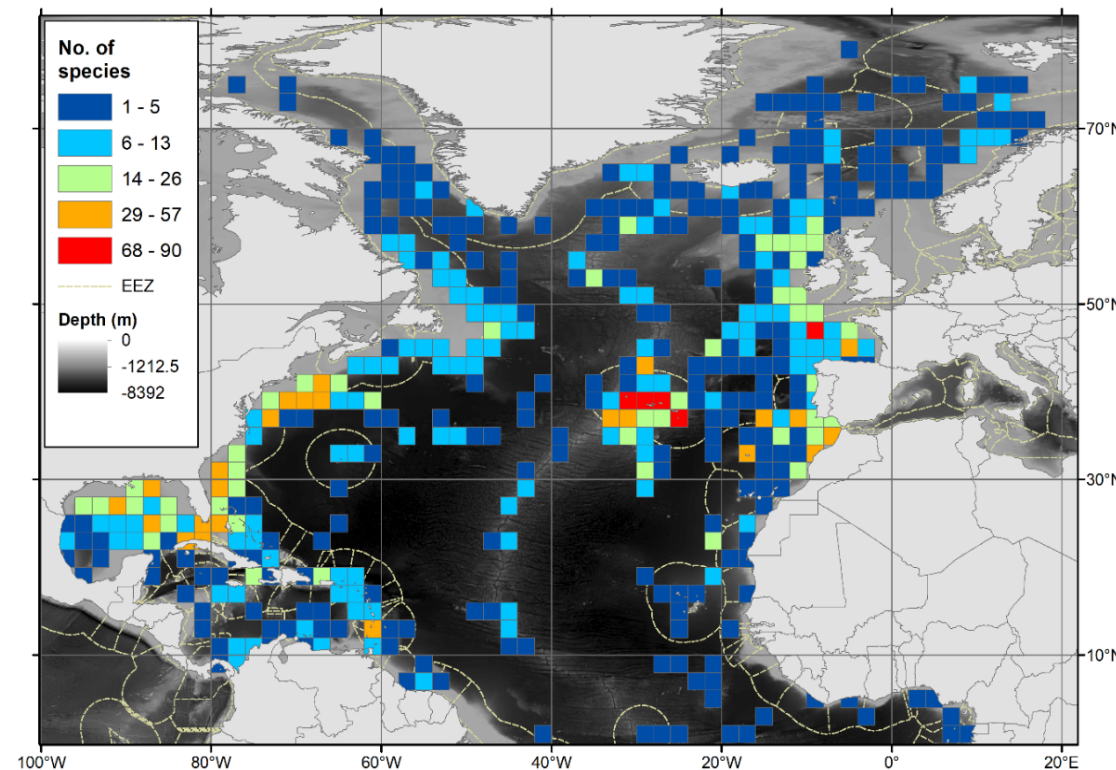 No. of
species
1 - 5
6 - 13
14 - 26
29 - 57
68 - 90
EEZ
Depth (m)
0
-1212.5
-8392
70°N
50°N
30°N
10°N
100°W
80°W
60°W
40°W
20°W
0°
20°E